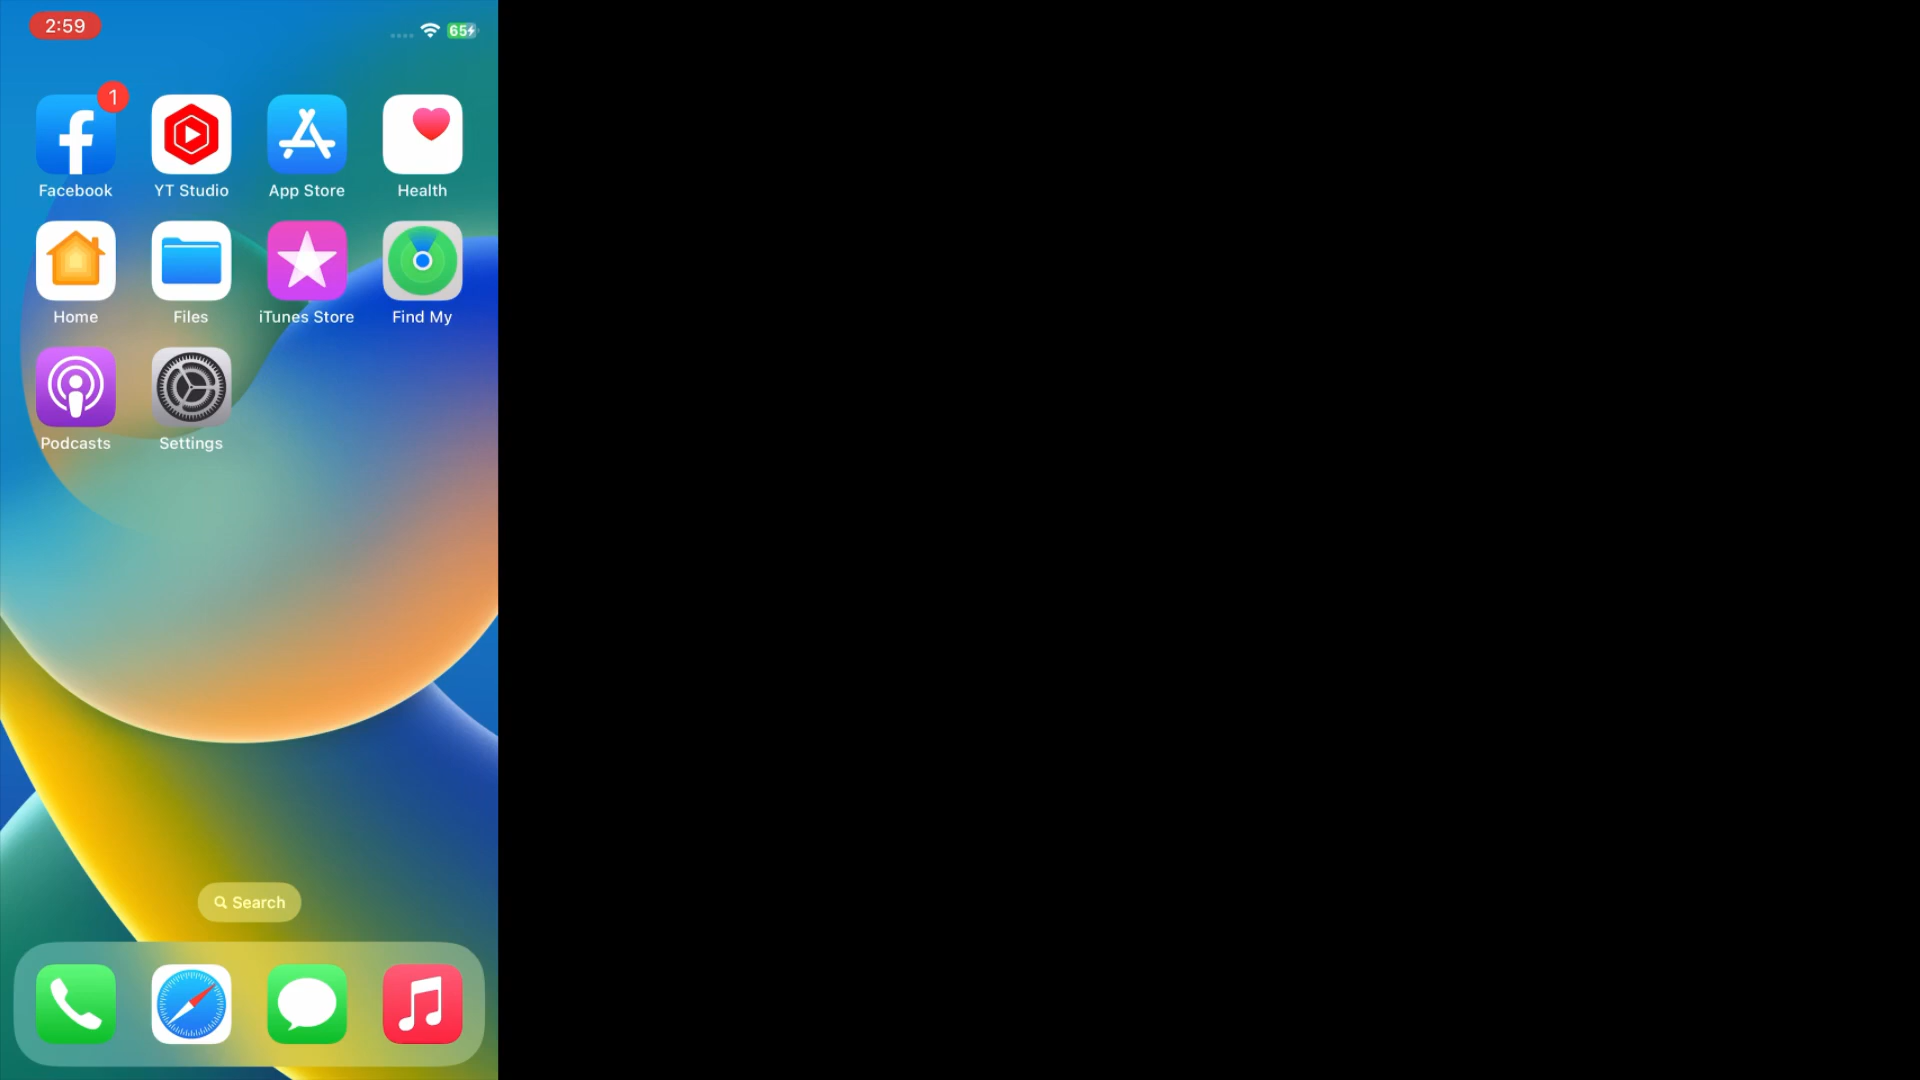 2:59
65
1
Facebook
YT Studio
App Store
Health
Home
Files
iTunes Store
Find My
Podcasts
Settings
Search